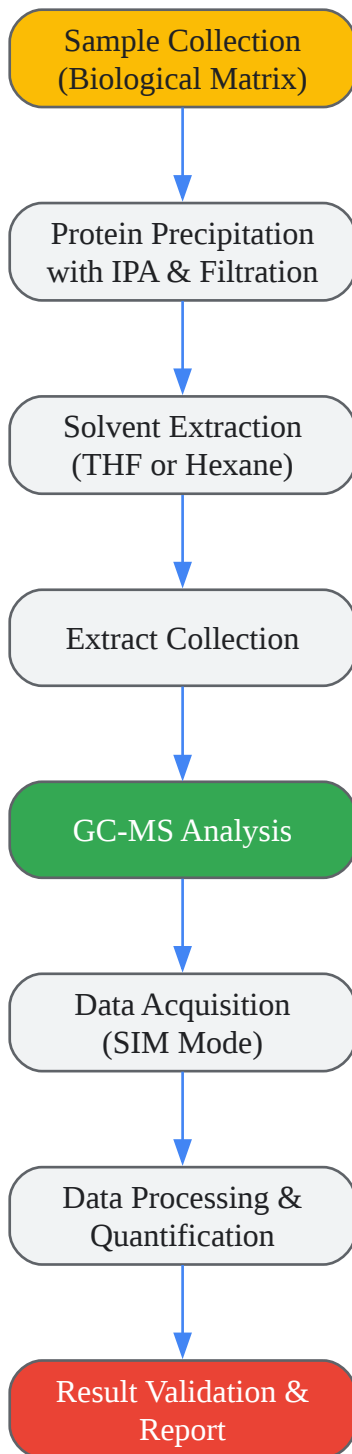 Sample Collection
(Biological Matrix)
Protein Precipitation
with IPA & Filtration
Solvent Extraction
(THF or Hexane)
Extract Collection
GC-MS Analysis
Data Acquisition
(SIM Mode)
Data Processing &
Quantification
Result Validation &
Report